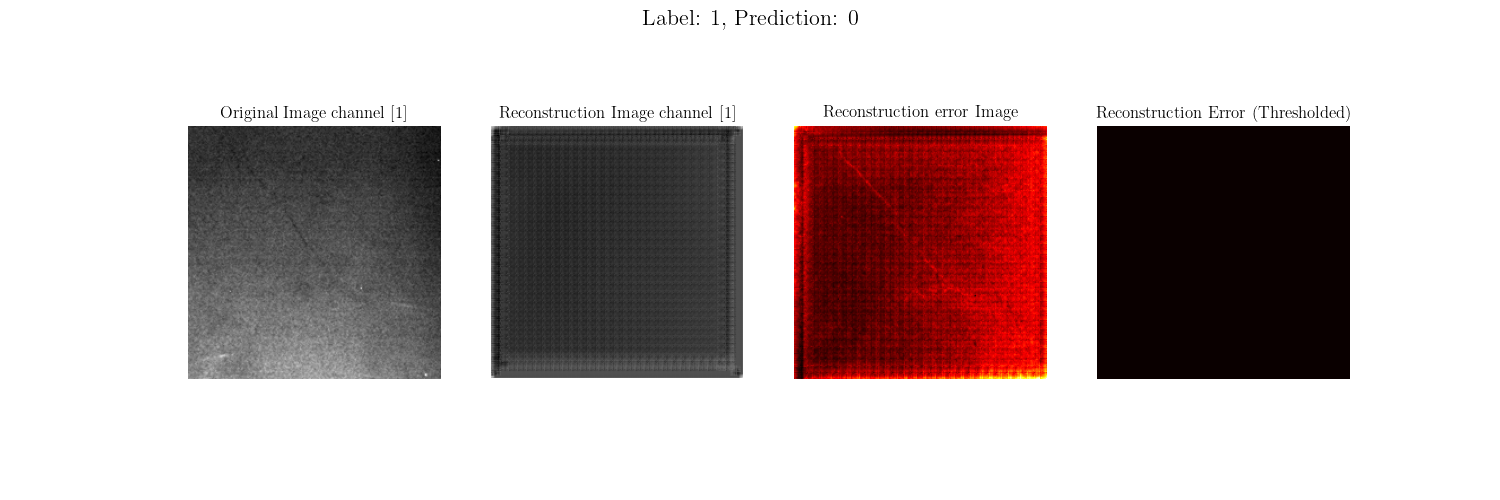 Label: 1, Prediction: 0
Original Image channel [1]
Reconstruction Image channel [1]
Reconstruction error Image
Reconstruction Error (Thresholded)